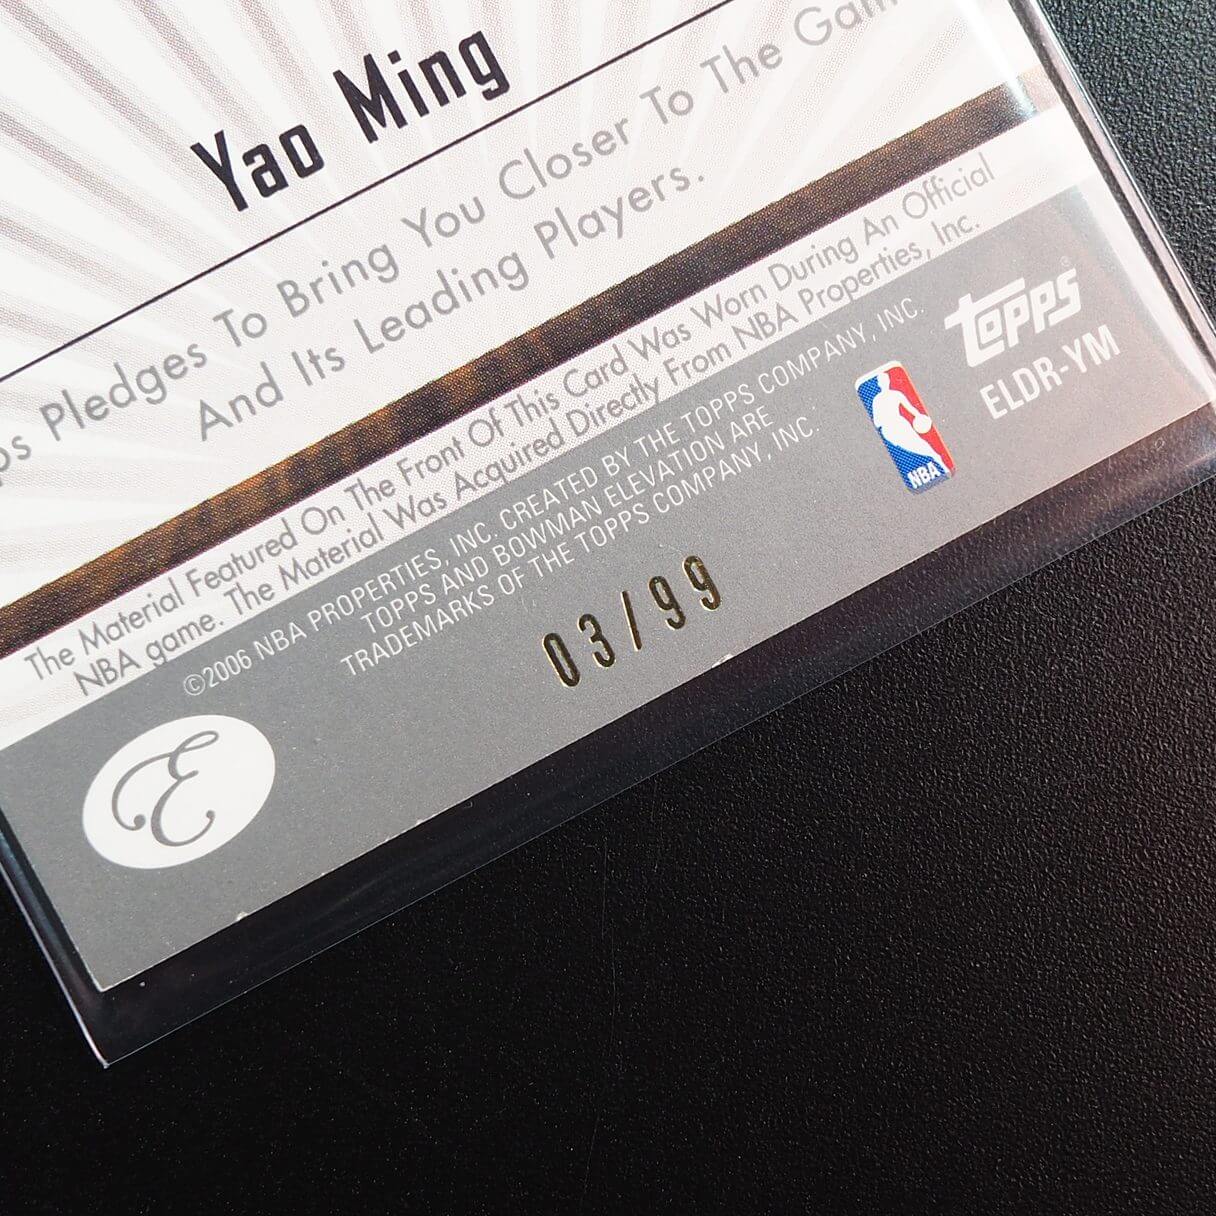 Yao Ming
Pledges To Bring You Closer To The
And Its Leading Players.
The Material Featured On The Front Of This Card Was Worn During An Official
NBA game. The Material Was Acquired Directly From NBA Properties, Inc.
©2006 NBA PROPERTIES, INC. CREATED BY THE TOPPS COMPANY, INC.
TOPPS AND BOWMAN ELEVATION ARE
TRADEMARKS OF THE TOPPS COMPANY, INC.
Topps®
ELDR-YM
NBA
03/99
E